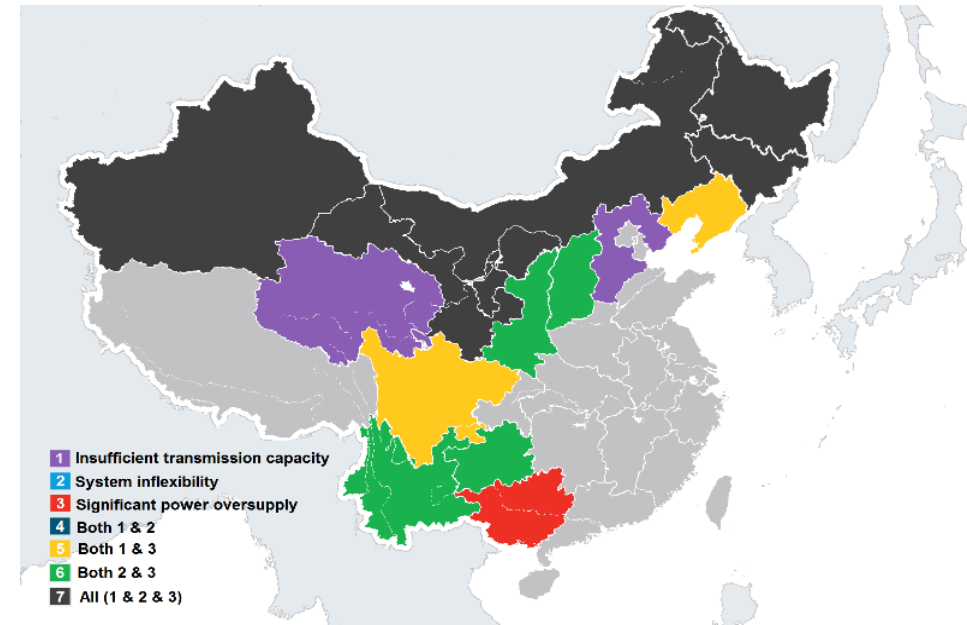 1 Insufficient transmission capacity
2 System inflexibility
3 Significant power oversupply
4 Both 1 & 2
5 Both 1 & 3
6 Both 2 & 3
7 All (1 & 2 & 3)